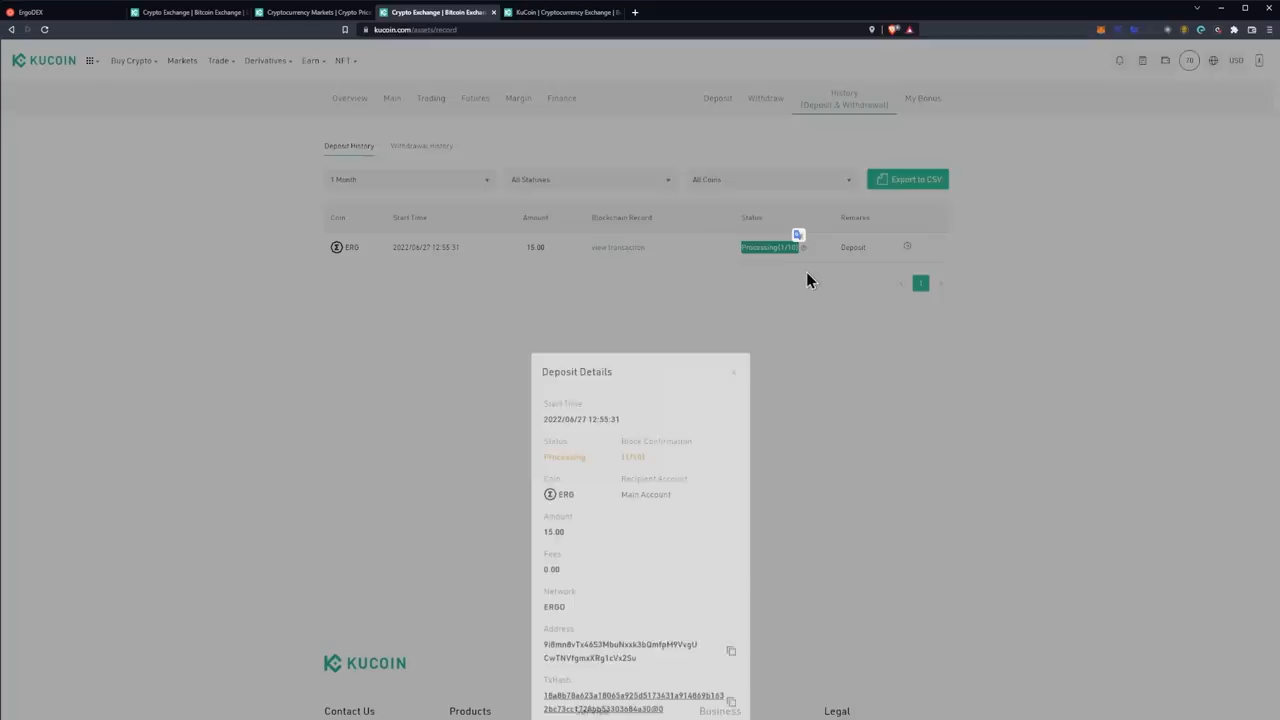 ErgoDEX
Crypto Exchange | Bitcoin Exchange |
Cryptocurrency Markets | Crypto Pric
Crypto Exchange | Bitcoin Exchan
KuCoin | Cryptocurrency Exchange | B
kucoin.com/assets/record
KUCOIN
Buy Crypto
Markets
Trade
Derivatives
Earn
NFT
70
USD
Overview
Main
Trading
Futures
Margin
Finance
Deposit
Withdraw
History
(Deposit & Withdrawal)
My Bonus
Deposit History
Withdrawal History
1 Month
All Statuses
All Coins
Export to CSV
Coin
Start Time
Amount
Blockchain Record
Status
Remarks
ERG
2022/06/27 12:55:31
15.00
view transaction
Processing(1/10)
Deposit
1
Deposit Details
Start Time
2022/06/27 12:55:31
Status
Block Confirmation
Processing
(1/10)
Coin
Recipient Account
ERG
Main Account
Amount
15.00
Fees
0.00
Network
ERGO
Address
TxHash
KUCOIN
Contact Us
Products
Service
Business
Legal